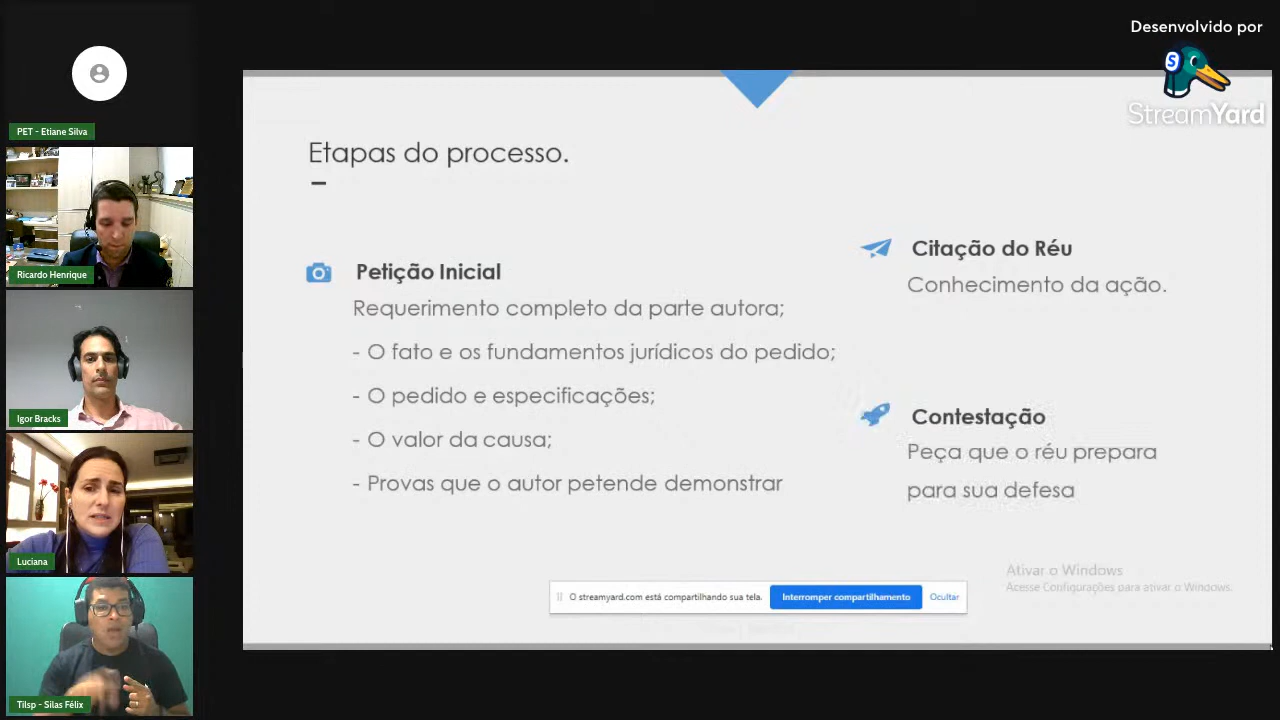 PET - Etiane Silva
Ricardo Henrique
Igor Bracks
Luciana
Tilsp - Silas Félix
Desenvolvido por
S
StreamYard
Etapas do processo.
Petição Inicial
Requerimento completo da parte autora;
- O fato e os fundamentos jurídicos do pedido;
- O pedido e especificações;
- O valor da causa;
- Provas que o autor petende demonstrar
Citação do Réu
Conhecimento da ação.
Contestação
Peça que o réu prepara
para sua defesa
Ativar o Windows
Acesse Configurações para ativar o Windows.
O streamyard.com está compartilhando sua tela.
Interromper compartilhamento
Ocultar